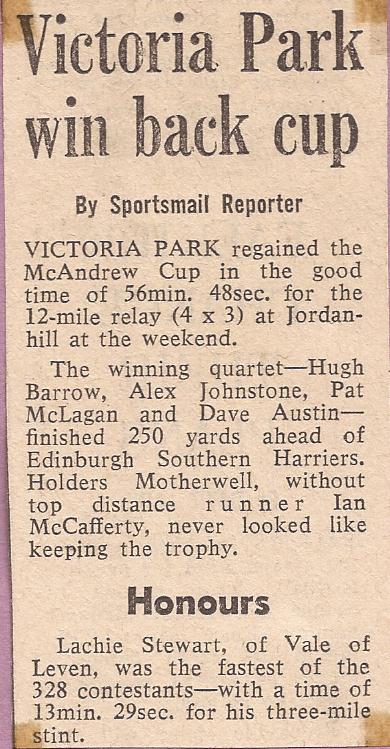 Victoria Park
win back cup
By Sportsmail Reporter
VICTORIA PARK regained the
McAndrew Cup in the good
time of 56min. 48sec. for the
12-mile relay (4 x 3) at Jordan-
hill at the weekend.
The winning quartet—Hugh
Barrow, Alex Johnstone, Pat
McLagan and Dave Austin—
finished 250 yards ahead of
Edinburgh Southern Harriers.
Holders Motherwell, without
top distance runner Ian
McCafferty, never looked like
keeping the trophy.
Honours
Lachie Stewart, of Vale of
Leven, was the fastest of the
328 contestants—with a time of
13min. 29sec. for his three-mile
stint.